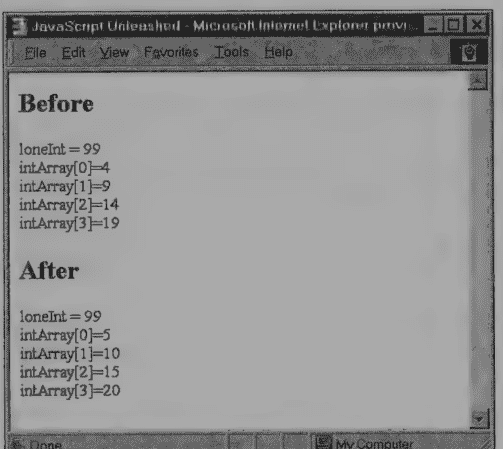 JavaScript Unleashed - Microsoft Internet Explorer provi...
File Edit View Favorites Tools Help
Before
loneInt = 99
intArray[0]=4
intArray[1]=9
intArray[2]=14
intArray[3]=19
After
loneInt = 99
intArray[0]=5
intArray[1]=10
intArray[2]=15
intArray[3]=20
Done
My Computer